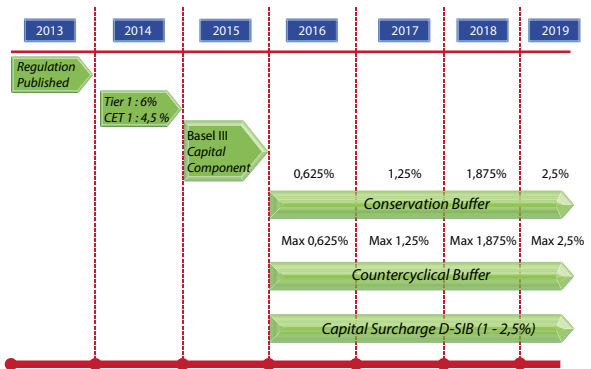 2013 2014 2015 2016 2017 2018 2019
Regulation
Published
Tier 1 : 6%
CET 1 : 4,5 %
Basel III
Capital
Component
0,625% 1,25% 1,875% 2,5%
Conservation Buffer
Max 0,625% Max 1,25% Max 1,875% Max 2,5%
Countercyclical Buffer
Capital Surcharge D-SIB (1 - 2,5%)